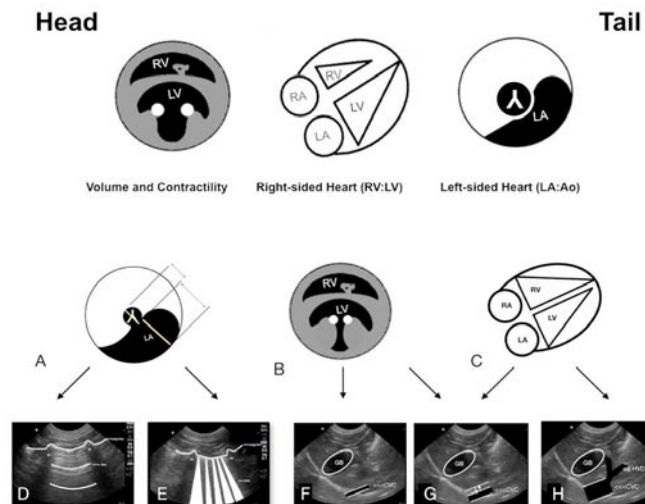 Head
Tail
RV
LV
RA
RV
LV
LA
LA
Volume and Contractility
Right-sided Heart (RV:LV)
Left-sided Heart (LA:Ao)
LA
A
RV
LV
B
RV
RA
LV
LA
C
D
E
GB
<<<CVC
F
GB
<<<CVC
G
GB
HVD
<<<CVC
H